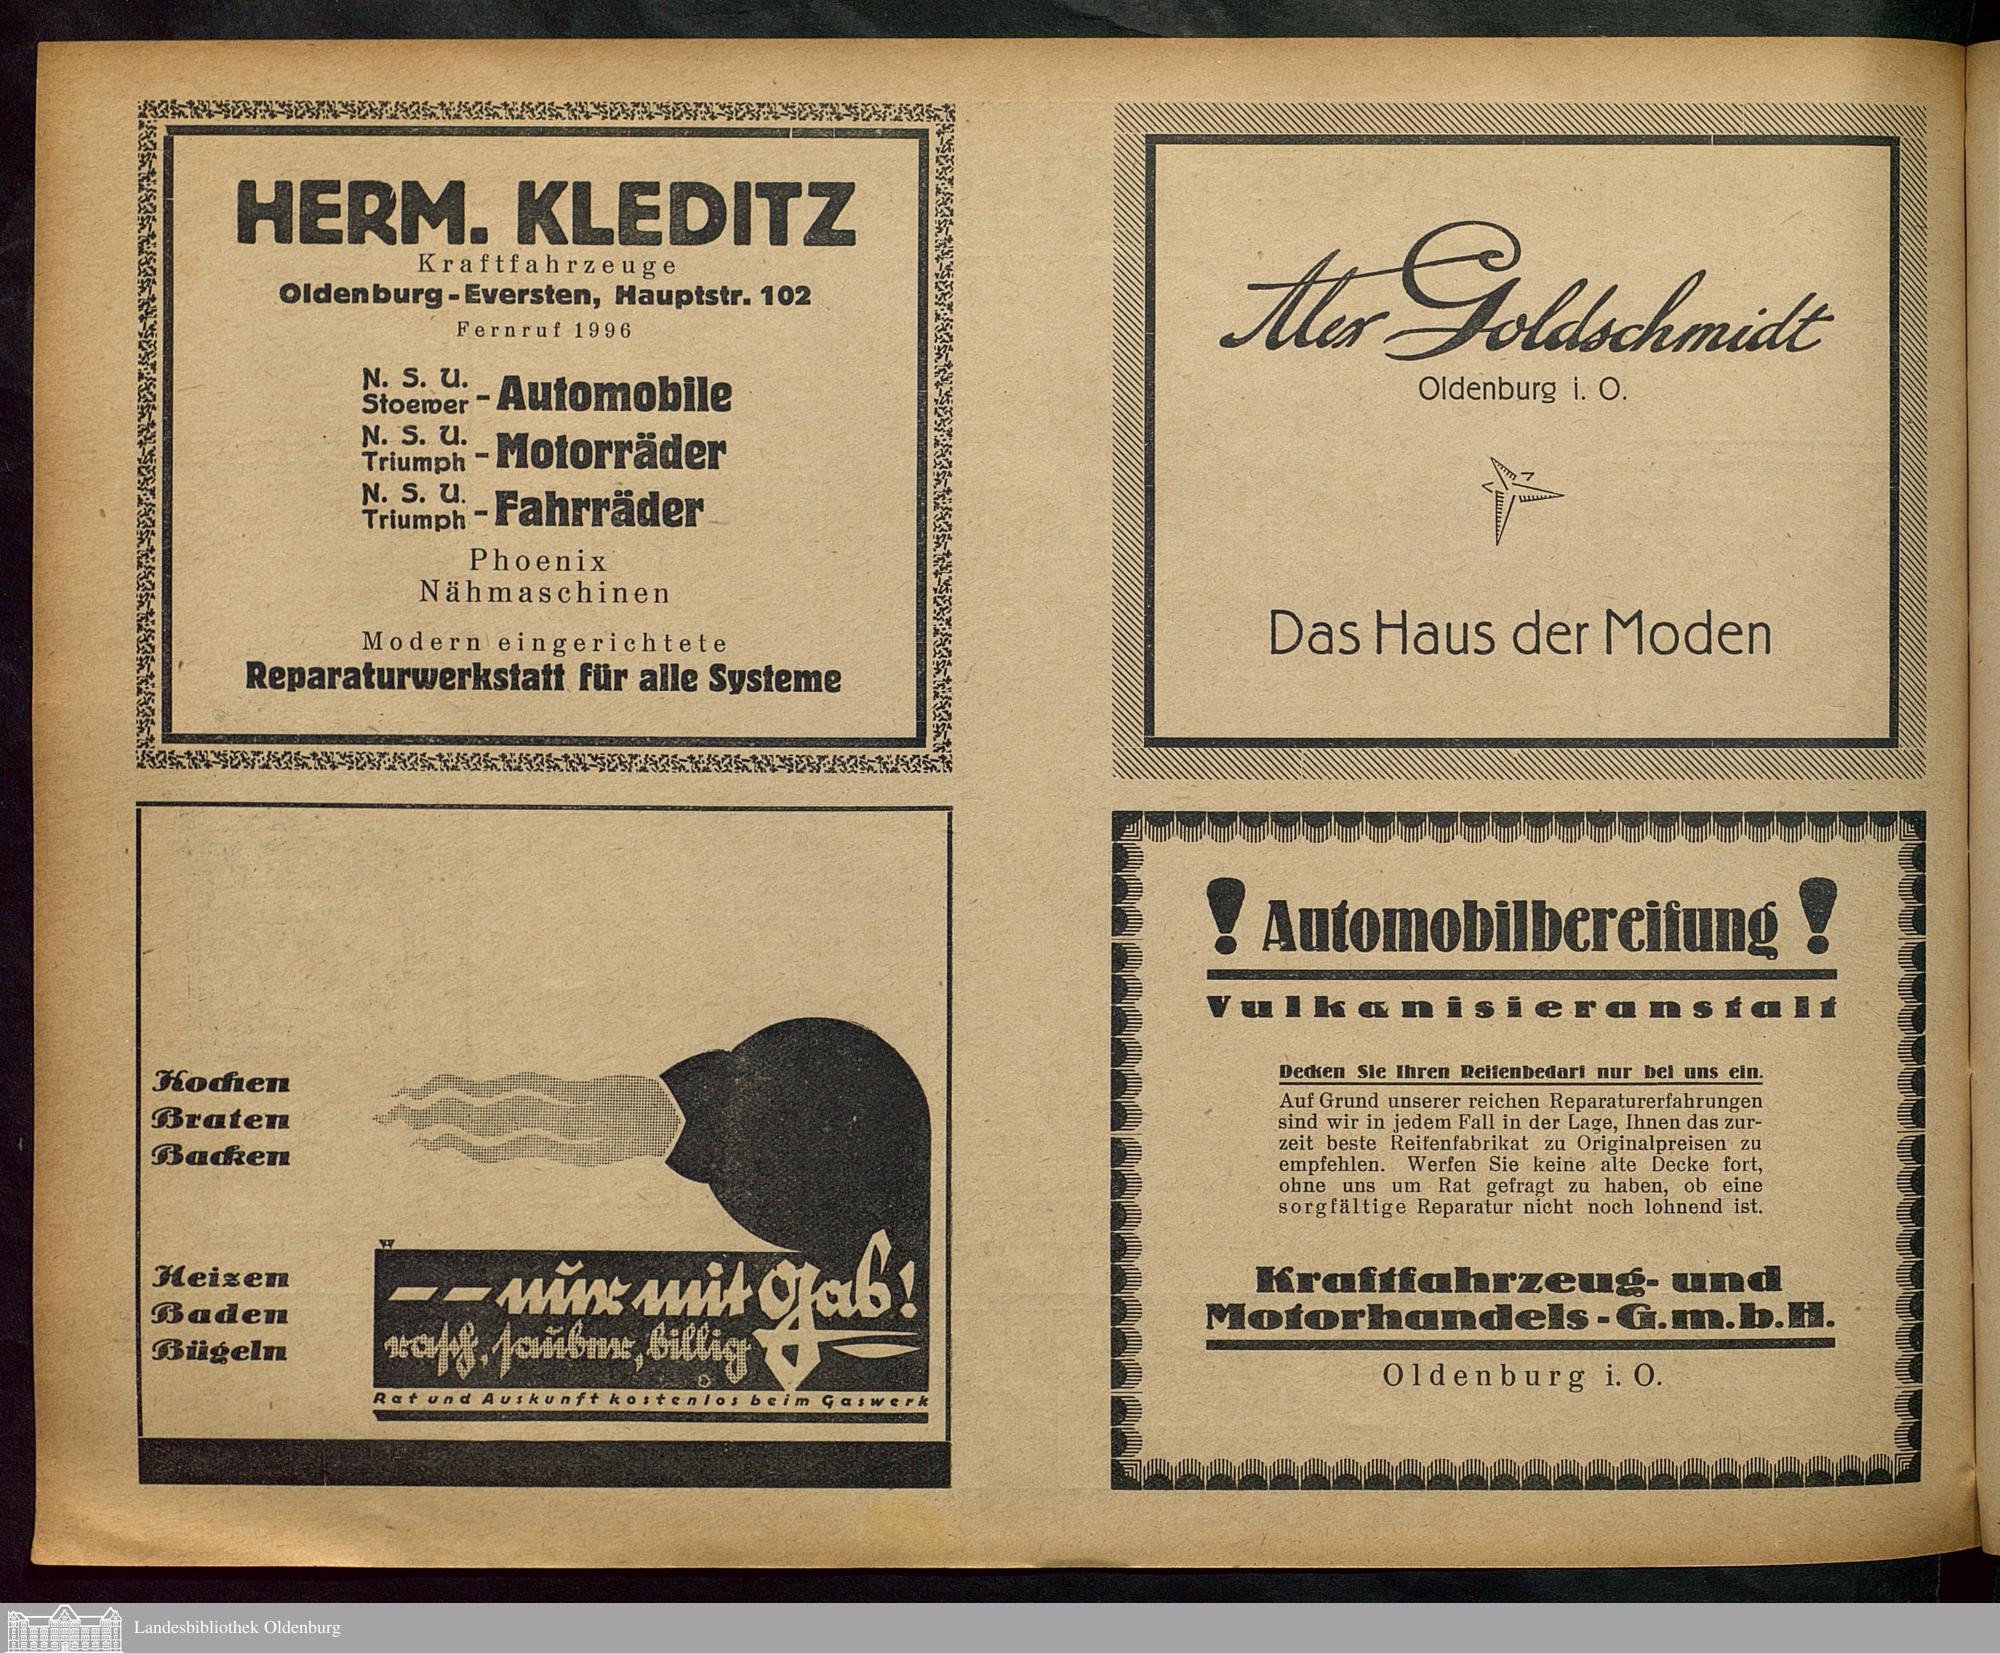 HERM. KLEDITZ
Kraftfahrzeuge
Oldenburg-Eversten, Hauptstr. 102
Fernruf 1996
N. S. U.
Stoewer - Automobile
N. S. U.
Triumph - Motorräder
N. S. U.
Triumph - Fahrräder
Phoenix
Nähmaschinen
Modern eingerichtete
Reparaturwerkstatt für alle Systeme
Alex Goldschmidt
Oldenburg i. O.
Das Haus der Moden
Kochen
Braten
Backen
Heizen
Baden
Bügeln
-- nur mit Gas!
rasch, sauber, billig
Rat und Auskunft kostenlos beim Gaswerk
! Automobilbereifung !
Vulkanisieranstalt
Decken Sie Ihren Reifenbedarf nur bei uns ein.
Auf Grund unserer reichen Reparaturerfahrungen
sind wir in jedem Fall in der Lage, Ihnen das zur-
zeit beste Reifenfabrikat zu Originalpreisen zu
empfehlen. Werfen Sie keine alte Decke fort,
ohne uns um Rat gefragt zu haben, ob eine
sorgfältige Reparatur nicht noch lohnend ist.
Kraftfahrzeug- und
Motorhandels-G.m.b.H.
Oldenburg i. O.
Landesbibliothek Oldenburg